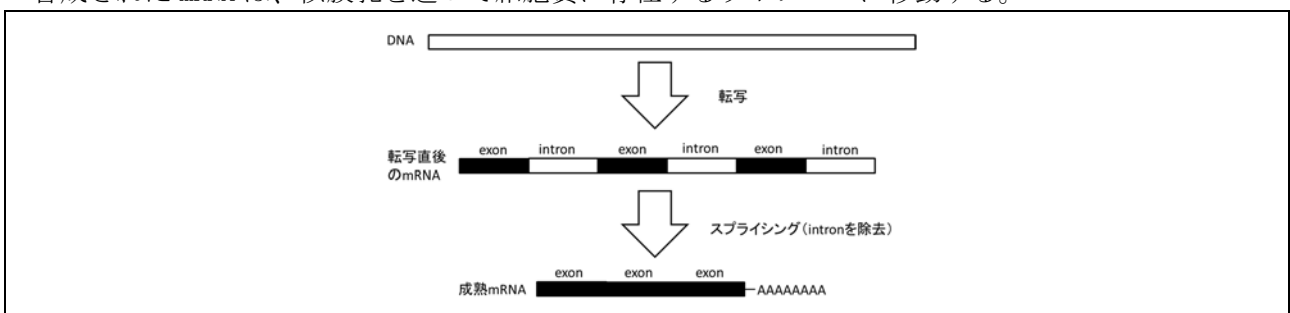 DNA
転写
exon intron exon intron exon intron
転写直後
のmRNA
スプライシング(intronを除去)
exon exon exon
成熟mRNA
AAAAAAAA